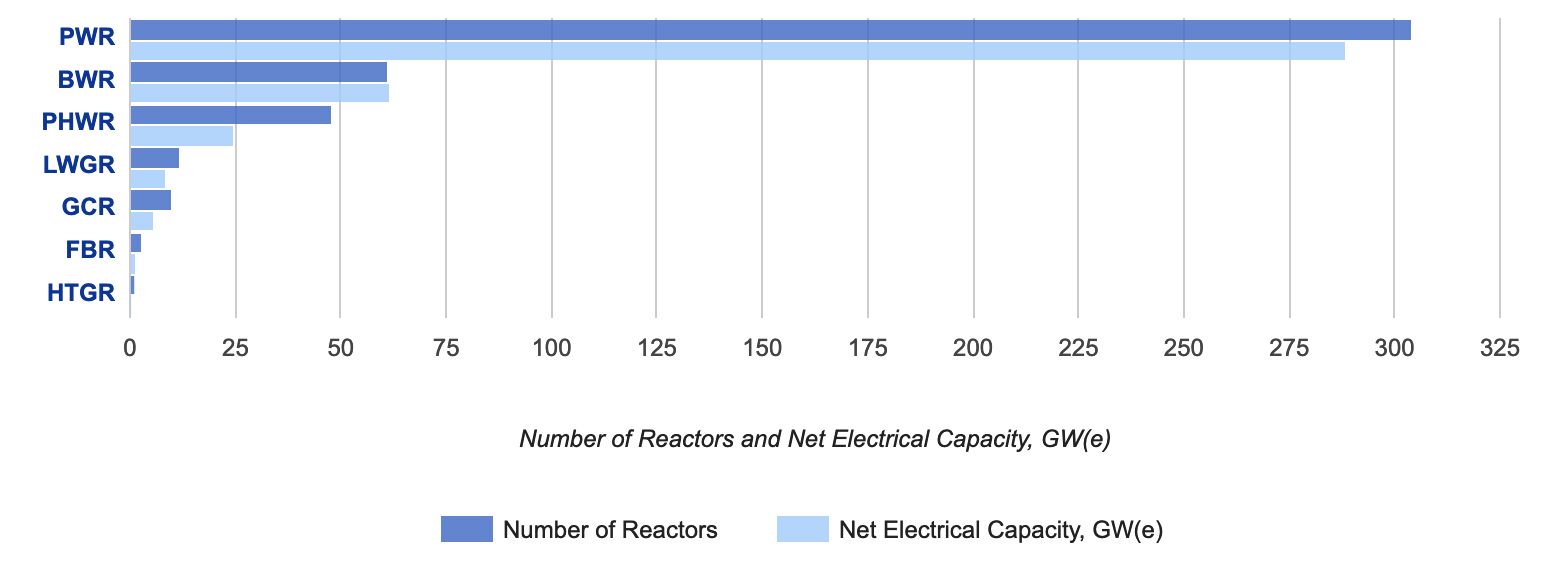 PWR
BWR
PHWR
LWGR
GCR
FBR
HTGR
0 25 50 75 100 125 150 175 200 225 250 275 300 325
Number of Reactors and Net Electrical Capacity, GW(e)
Number of Reactors Net Electrical Capacity, GW(e)